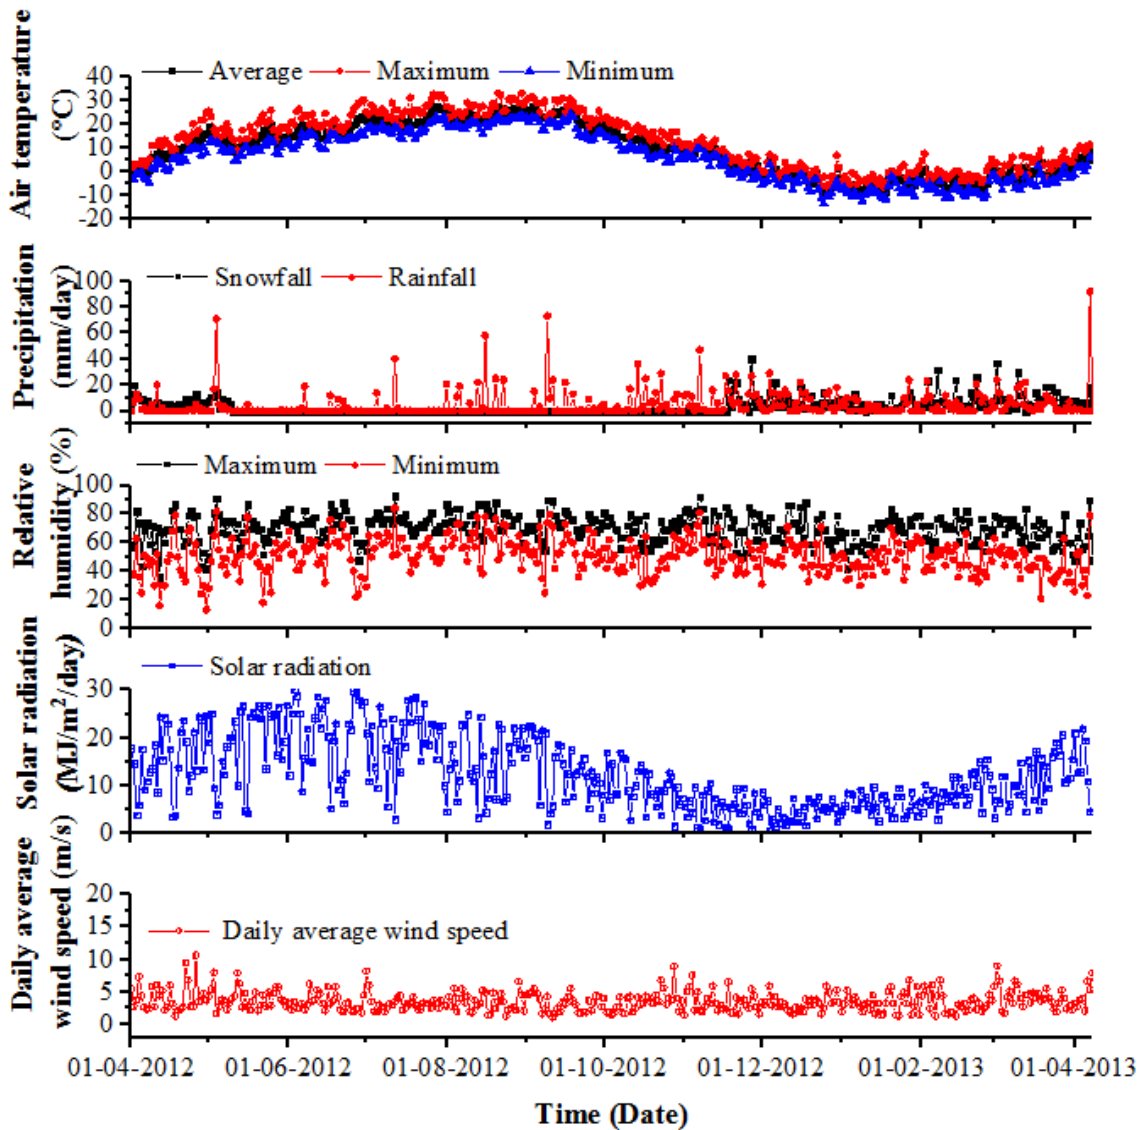 Air temperature
(°C)
Average
Maximum
Minimum
40
30
20
10
0
-10
-20
Precipitation
(mm/day)
Snowfall
Rainfall
100
80
60
40
20
0
Relative
humidity (%)
Maximum
Minimum
100
80
60
40
20
0
Solar radiation
(MJ/m²/day)
Solar radiation
30
20
10
0
Daily average
wind speed (m/s)
Daily average wind speed
20
15
10
5
0
01-04-2012 01-06-2012 01-08-2012 01-10-2012 01-12-2012 01-02-2013 01-04-2013
Time (Date)